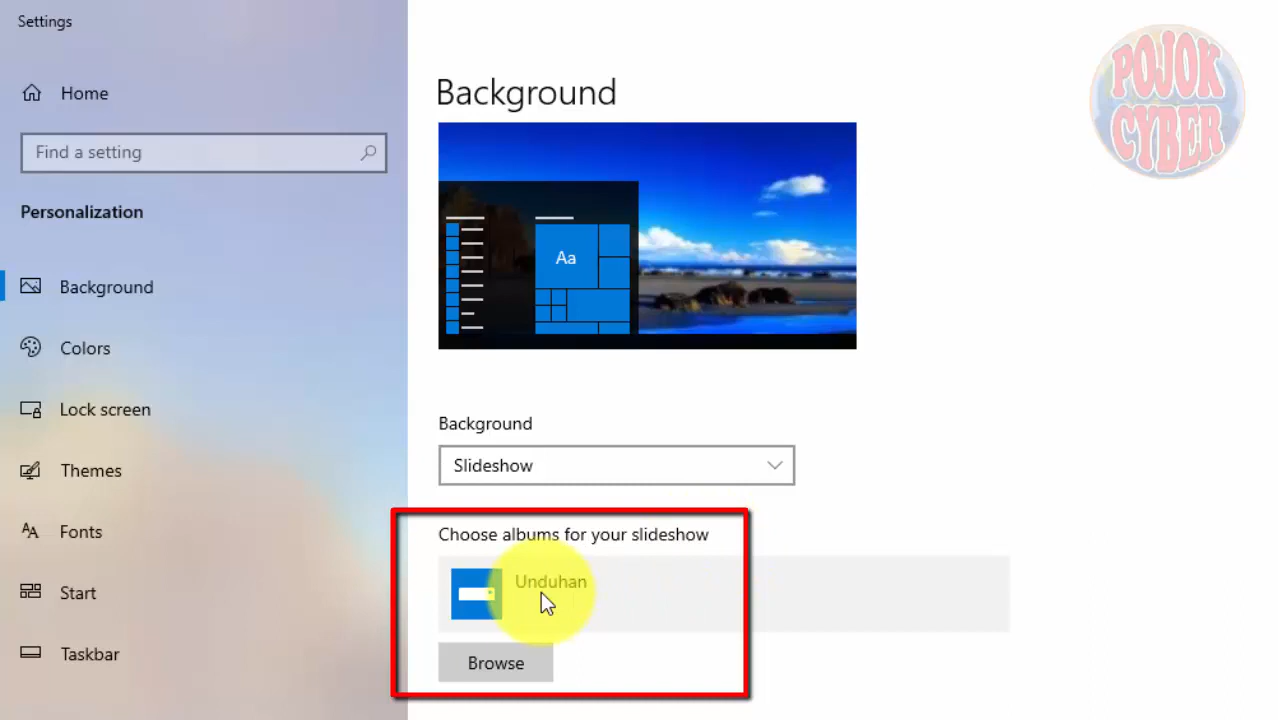 Settings
Home
Find a setting
Personalization
Background
Colors
Lock screen
Themes
Fonts
Start
Taskbar
Background
Aa
Background
Slideshow
Choose albums for your slideshow
Unduhan
Browse
POJOK
CYBER